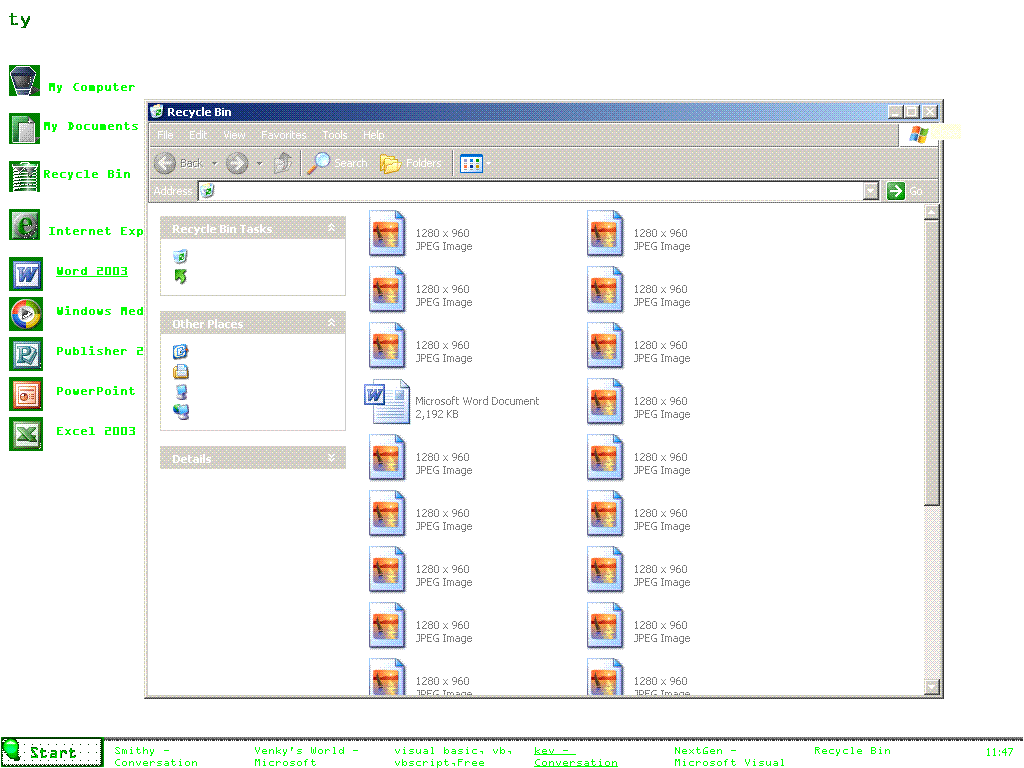 ty
My Computer
My Documents
Recycle Bin
Internet Exp
Word 2003
Windows Med
Publisher 2
PowerPoint
Excel 2003
Recycle Bin
File Edit View Favorites Tools Help
Back Search Folders
Address Go
Recycle Bin Tasks
Other Places
Details
1280 x 960
JPEG Image
1280 x 960
JPEG Image
1280 x 960
JPEG Image
1280 x 960
JPEG Image
1280 x 960
JPEG Image
1280 x 960
JPEG Image
Microsoft Word Document
2,192 KB
1280 x 960
JPEG Image
1280 x 960
JPEG Image
1280 x 960
JPEG Image
1280 x 960
JPEG Image
1280 x 960
JPEG Image
1280 x 960
JPEG Image
1280 x 960
JPEG Image
1280 x 960
JPEG Image
1280 x 960
JPEG Image
1280 x 960
JPEG Image
1280 x 960
JPEG Image
Start
Smithy -
Conversation
Venky's World -
Microsoft
visual basic, vb,
vbscript,Free
kev -
Conversation
NextGen -
Microsoft Visual
Recycle Bin
11:47